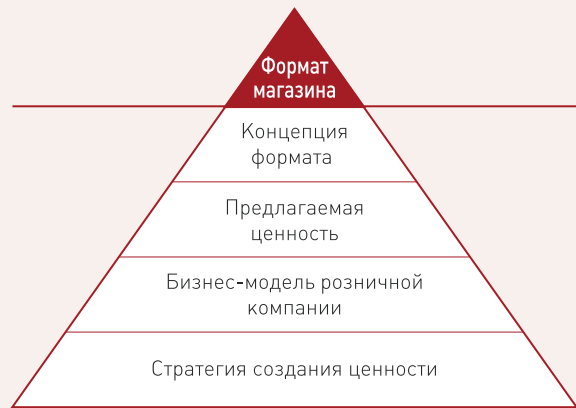 Формат
магазина
Концепция
формата
Предлагаемая
ценность
Бизнес-модель розничной
компании
Стратегия создания ценности